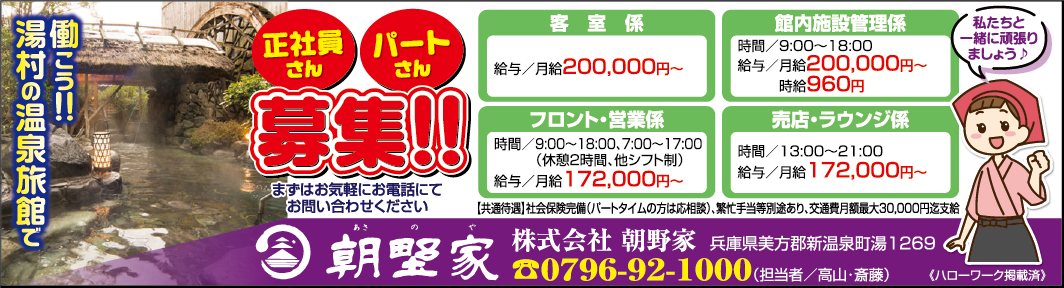 働こう!!
湯村の温泉旅館で
正社員
さん
パート
さん
募集!!
まずはお気軽にお電話にて
お問い合わせください
客室係
給与／月給200,000円〜
館内施設管理係
時間／9:00〜18:00
給与／月給200,000円〜
時給960円
フロント・営業係
時間／9:00〜18:00、7:00〜17:00
（休憩2時間、他シフト制）
給与／月給172,000円〜
売店・ラウンジ係
時間／13:00〜21:00
給与／月給172,000円〜
私たちと
一緒に頑張り
ましょう♪
【共通待遇】社会保険完備（パートタイムの方は応相談）、繁忙手当等別途あり、交通費月額最大30,000円迄支給
あさのや
朝野家
株式会社 朝野家 兵庫県美方郡新温泉町湯1269
☎0796-92-1000（担当者／高山・斎藤）
《ハローワーク掲載済》